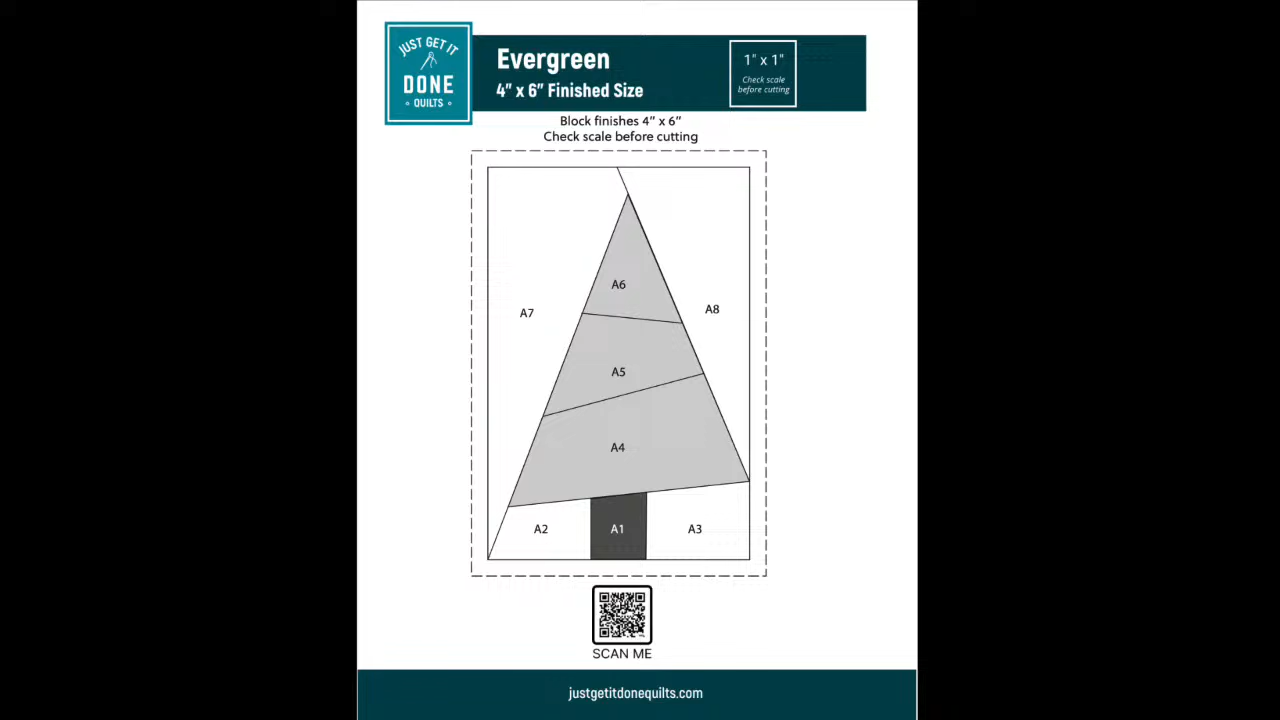 JUST GET IT
DONE
QUILTS
Evergreen
4" x 6" Finished Size
1" x 1"
Check scale
before cutting
Block finishes 4" x 6"
Check scale before cutting
A6
A7
A8
A5
A4
A2
A1
A3
SCAN ME
justgetitdonequilts.com